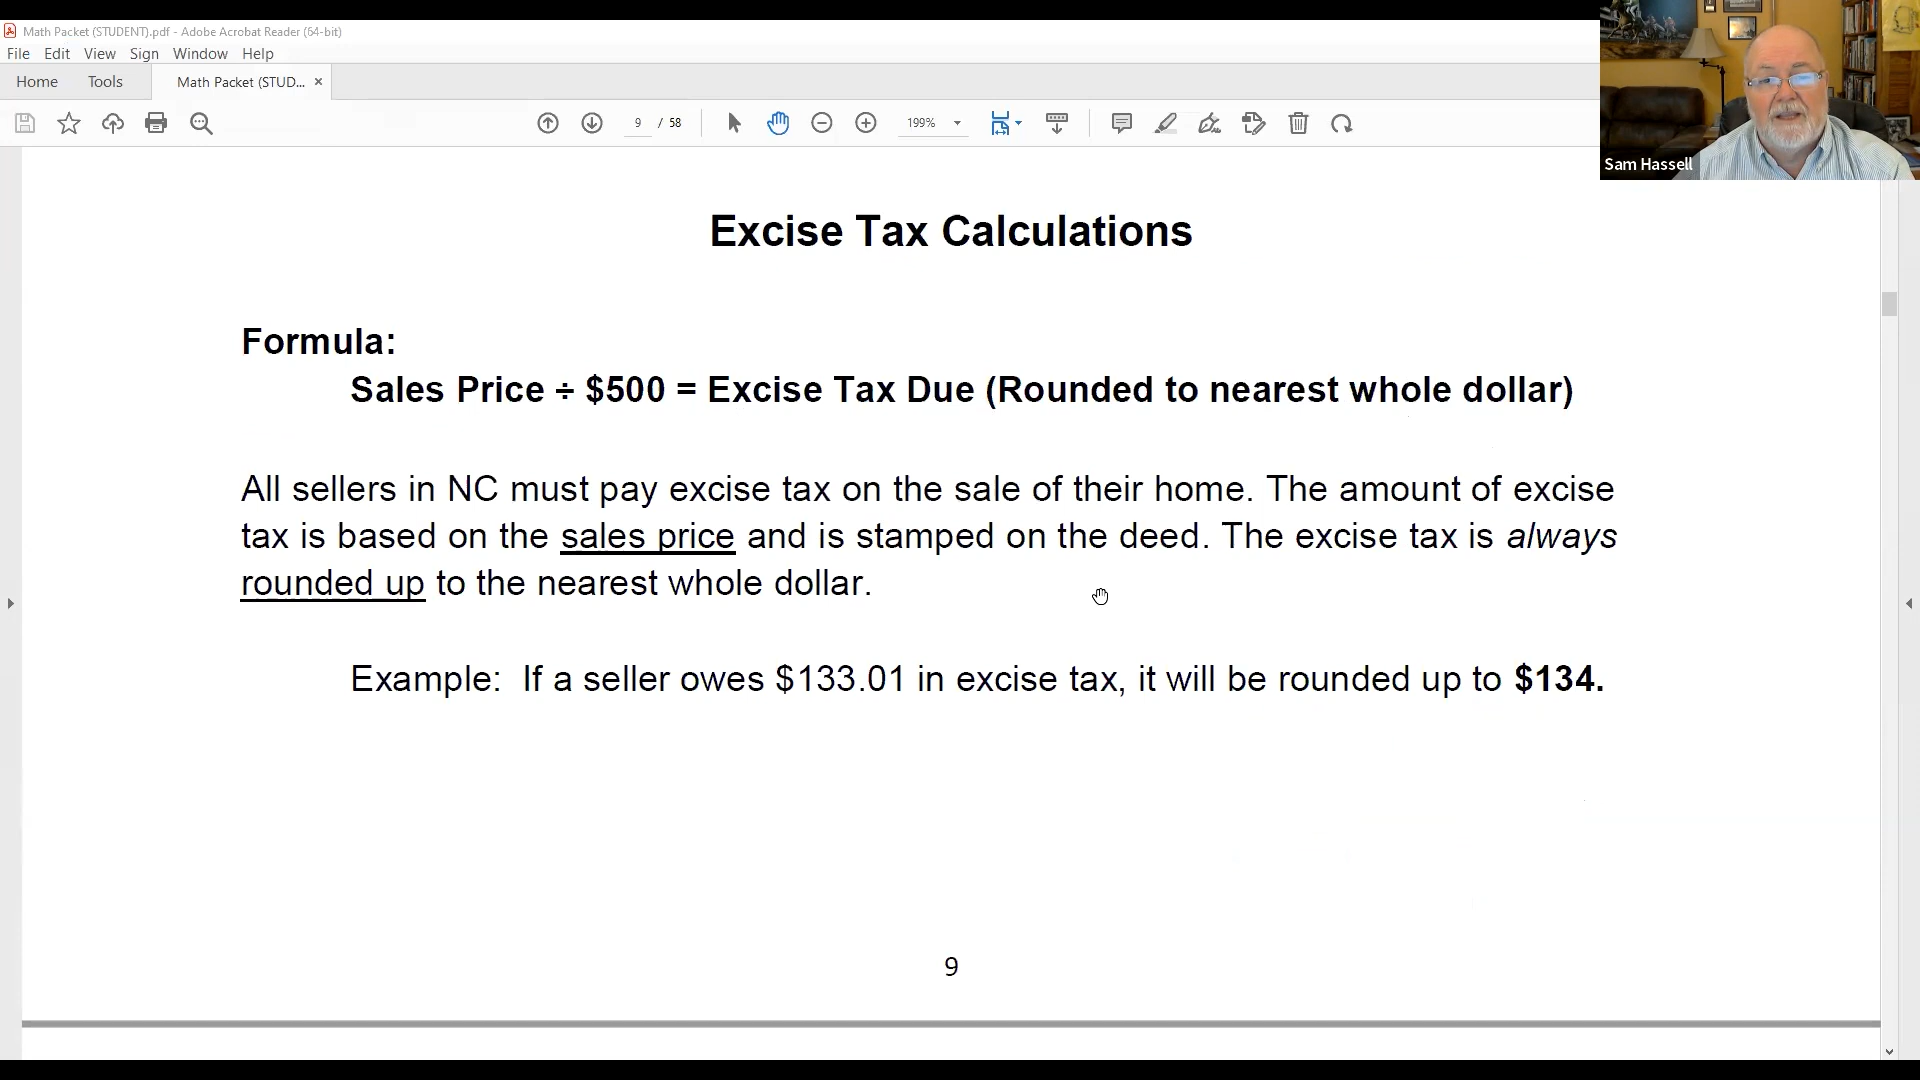 Math Packet (STUDENT).pdf - Adobe Acrobat Reader (64-bit)
File Edit View Sign Window Help
Home Tools Math Packet (STUD... ×
9 / 58 199%
Sam Hassell
Excise Tax Calculations
Formula:
Sales Price ÷ $500 = Excise Tax Due (Rounded to nearest whole dollar)
All sellers in NC must pay excise tax on the sale of their home. The amount of excise
tax is based on the sales price and is stamped on the deed. The excise tax is always
rounded up to the nearest whole dollar.
Example: If a seller owes $133.01 in excise tax, it will be rounded up to $134.
9